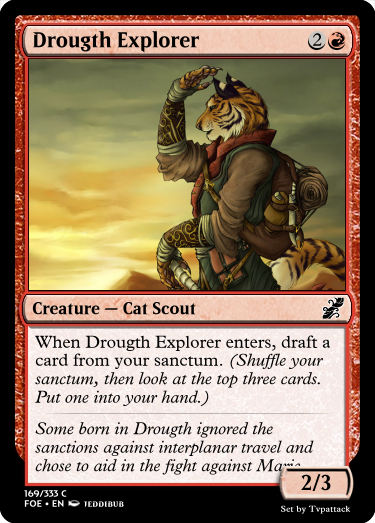 Drougth Explorer 2
Creature — Cat Scout
When Drougth Explorer enters, draft a
card from your sanctum. (Shuffle your
sanctum, then look at the top three cards.
Put one into your hand.)
Some born in Drougth ignored the
sanctions against interplanar travel and
chose to aid in the fight against
2/3
169/333 C
FOE • EN JEDDIBUB
Set by Tvpattack